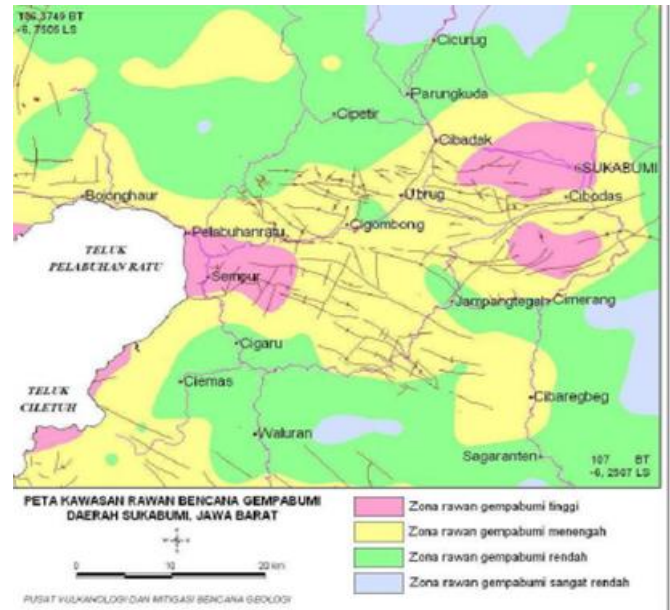 106,3749 BT
-6, 7505 LS
Cicurug
Parungkuda
Cipetir
Cibadak
SUKABUMI
Bojonghaur
Ubrug
Cibodas
Cigombong
Pelabuhanratu
TELUK
PELABUHAN RATU
Sempur
Jampangtegah
Cimerang
Cigaru
TELUK
CILETUH
Ciemas
Cibaregbeg
Waluran
Sagaranten
107 BT
-6, 2507 LS
PETA KAWASAN RAWAN BENCANA GEMPABUMI
DAERAH SUKABUMI, JAWA BARAT
0
20 km
PUSAT VULKANOLOGI DAN MITIGASI BENCANA GEOLOGI
Zona rawan gempabumi tinggi
Zona rawan gempabumi menengah
Zona rawan gempabumi rendah
Zona rawan gempabumi sangat rendah